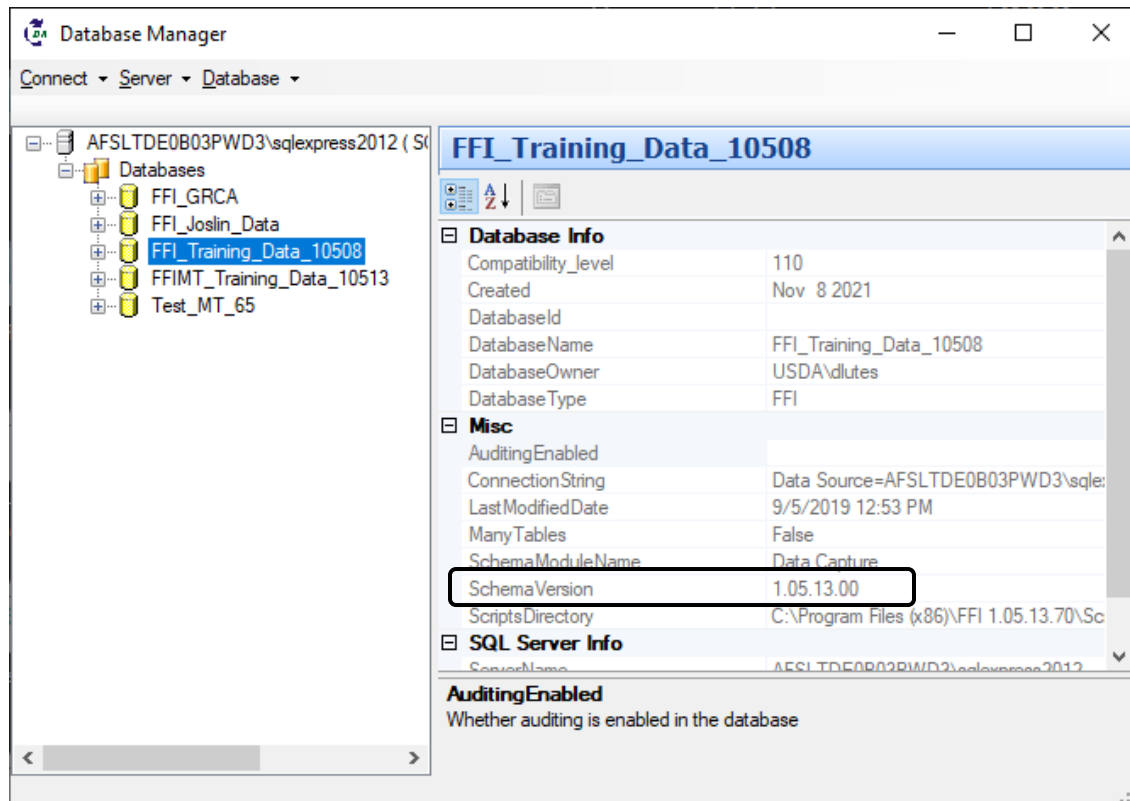 Database Manager
Connect Server Database
AFSLTDE0B03PWD3\sqlexpress2012 ( S
Databases
FFI_GRCA
FFI_Joslin_Data
FFI_Training_Data_10508
FFIMT_Training_Data_10513
Test_MT_65
FFI_Training_Data_10508
Database Info
Compatibility_level 110
Created Nov 8 2021
DatabaseId
DatabaseName FFI_Training_Data_10508
DatabaseOwner USDA\dlutes
DatabaseType FFI
Misc
AuditingEnabled
ConnectionString Data Source=AFSLTDE0B03PWD3\sqle
LastModifiedDate 9/5/2019 12:53 PM
ManyTables False
SchemaModuleName Data Capture
SchemaVersion 1.05.13.00
ScriptsDirectory C:\Program Files (x86)\FFI 1.05.13.70\Sc
SQL Server Info
ServerName AFSLTDE0B03PWD3\sqlexpress2012
AuditingEnabled
Whether auditing is enabled in the database